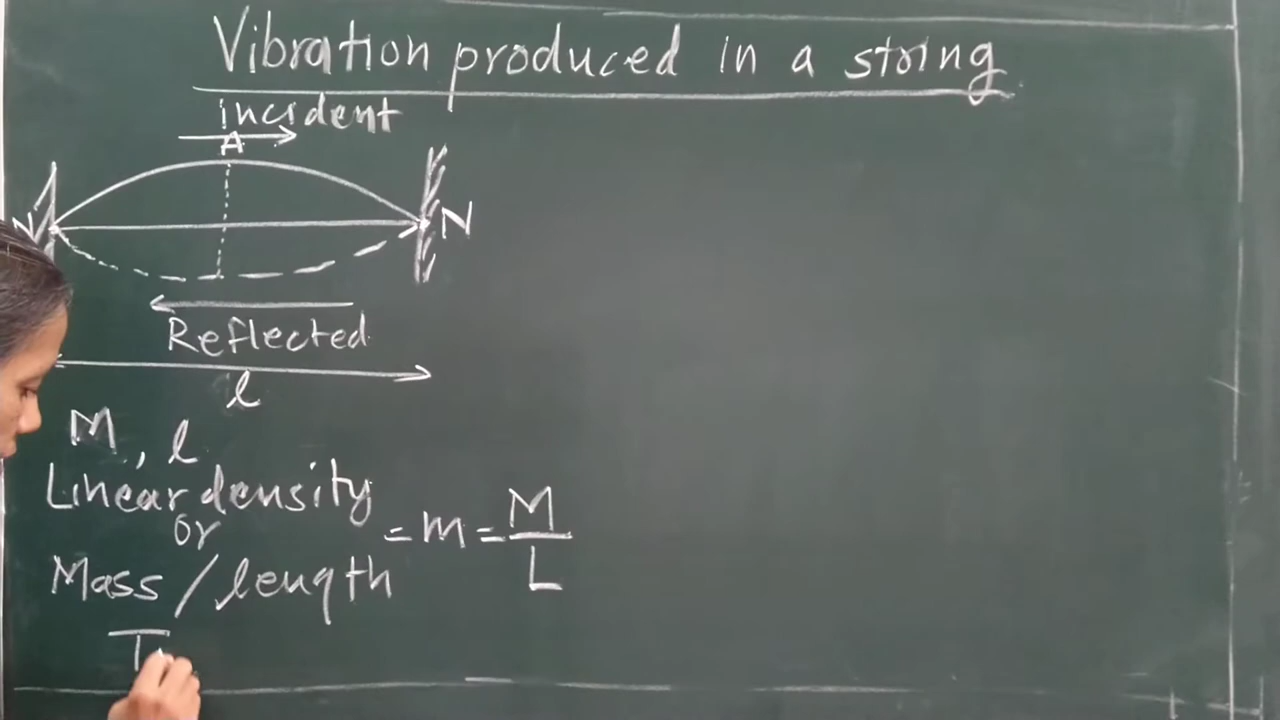 Vibration produced in a string
incident
A
N N
Reflected
l
M, l
Linear density
or
Mass / length
= m = M / L
T